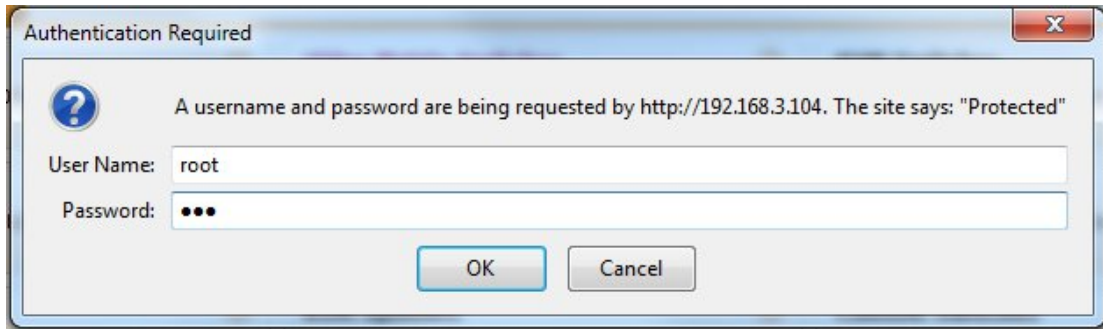 Authentication Required
A username and password are being requested by http://192.168.3.104. The site says: "Protected"
User Name: root
Password: •••
OK Cancel